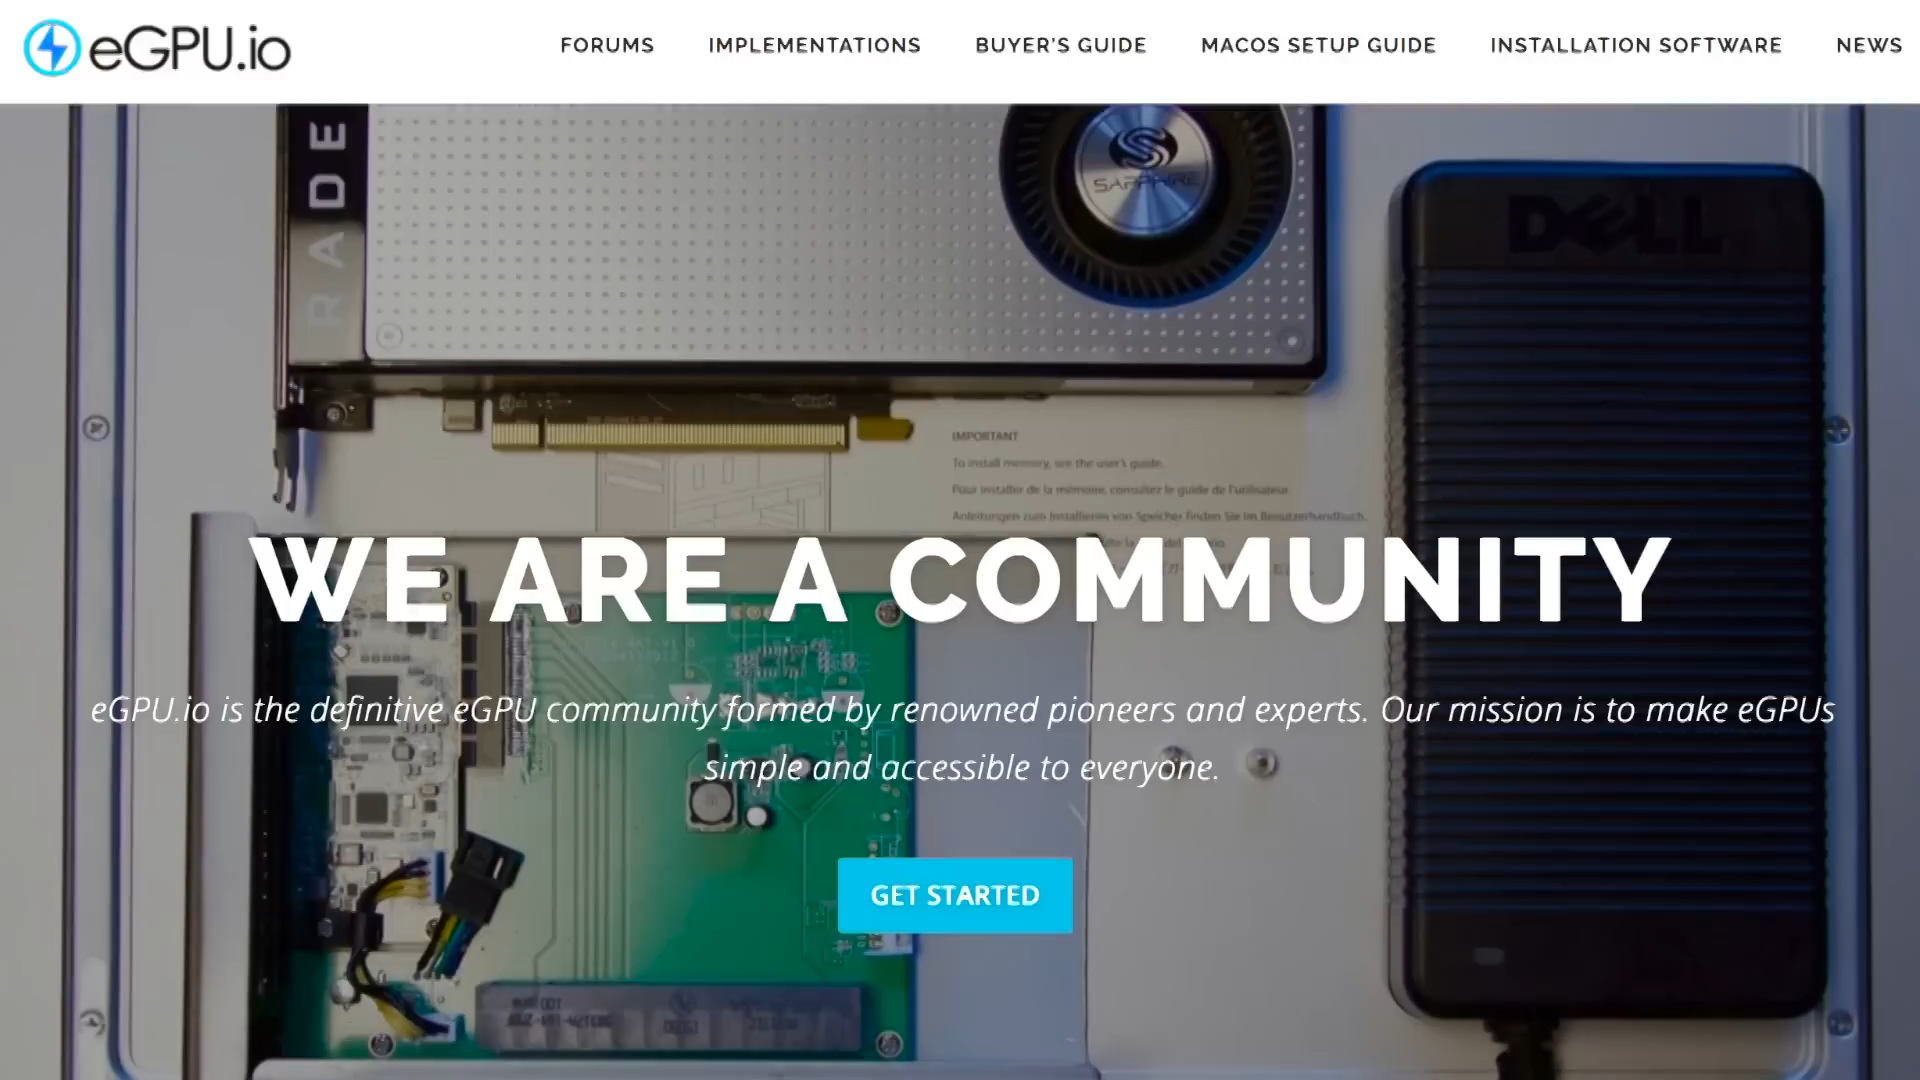 eGPU.io
FORUMS IMPLEMENTATIONS BUYER'S GUIDE MACOS SETUP GUIDE INSTALLATION SOFTWARE NEWS
RADE
SAPPHIRE
DELL
IMPORTANT
To install memory, see the user's guide.
Pour installer de la mémoire, consultez le guide de l'utilisateur.
Anleitungen zum Installieren von Speicher finden Sie im Benutzerhandbuch.
WE ARE A COMMUNITY
eGPU.io is the definitive eGPU community formed by renowned pioneers and experts. Our mission is to make eGPUs
simple and accessible to everyone.
GET STARTED